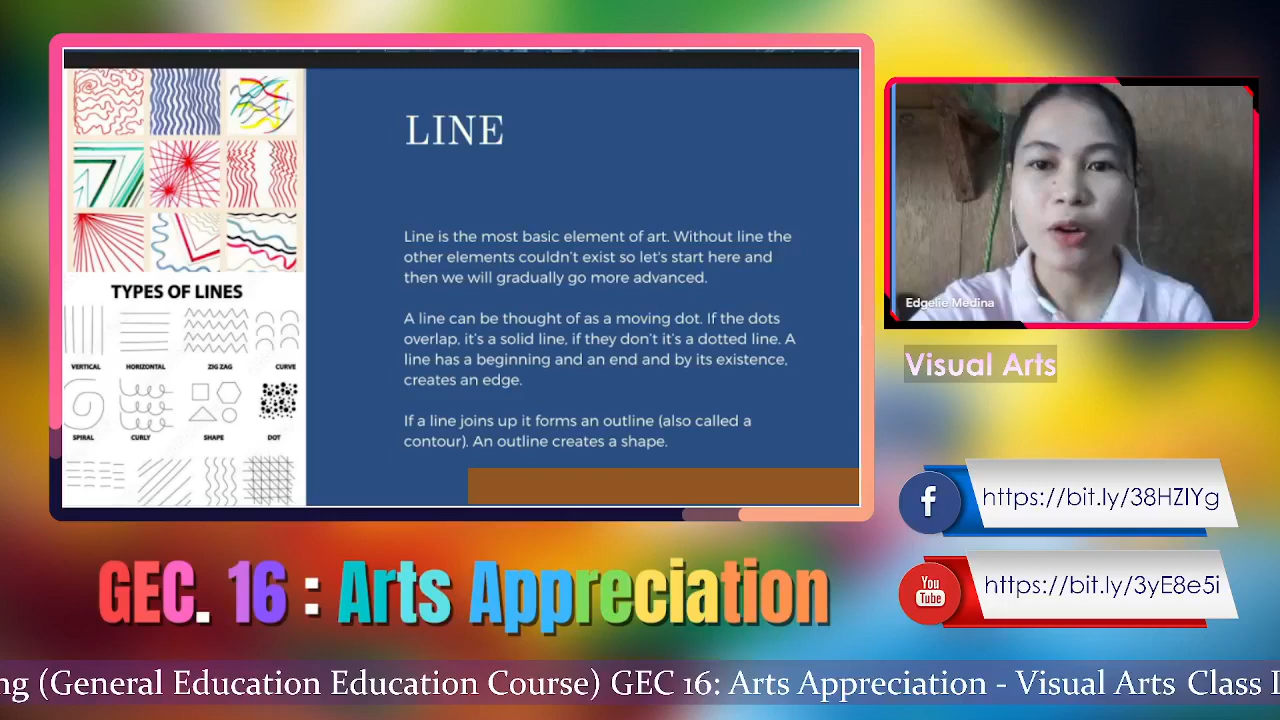 LINE
Line is the most basic element of art. Without line the
other elements couldn't exist so let's start here and
then we will gradually go more advanced.
A line can be thought of as a moving dot. If the dots
overlap, it's a solid line, if they don't it's a dotted line. A
line has a beginning and an end and by its existence,
creates an edge.
If a line joins up it forms an outline (also called a
contour). An outline creates a shape.
TYPES OF LINES
VERTICAL HORIZONTAL ZIG ZAG CURVE
SPIRAL CURLY SHAPE DOT
Edgelie Medina
Visual Arts
f https://bit.ly/38HZIYg
You Tube https://bit.ly/3yE8e5i
GEC. 16 : Arts Appreciation
ng (General Education Education Course) GEC 16: Arts Appreciation - Visual Arts Class